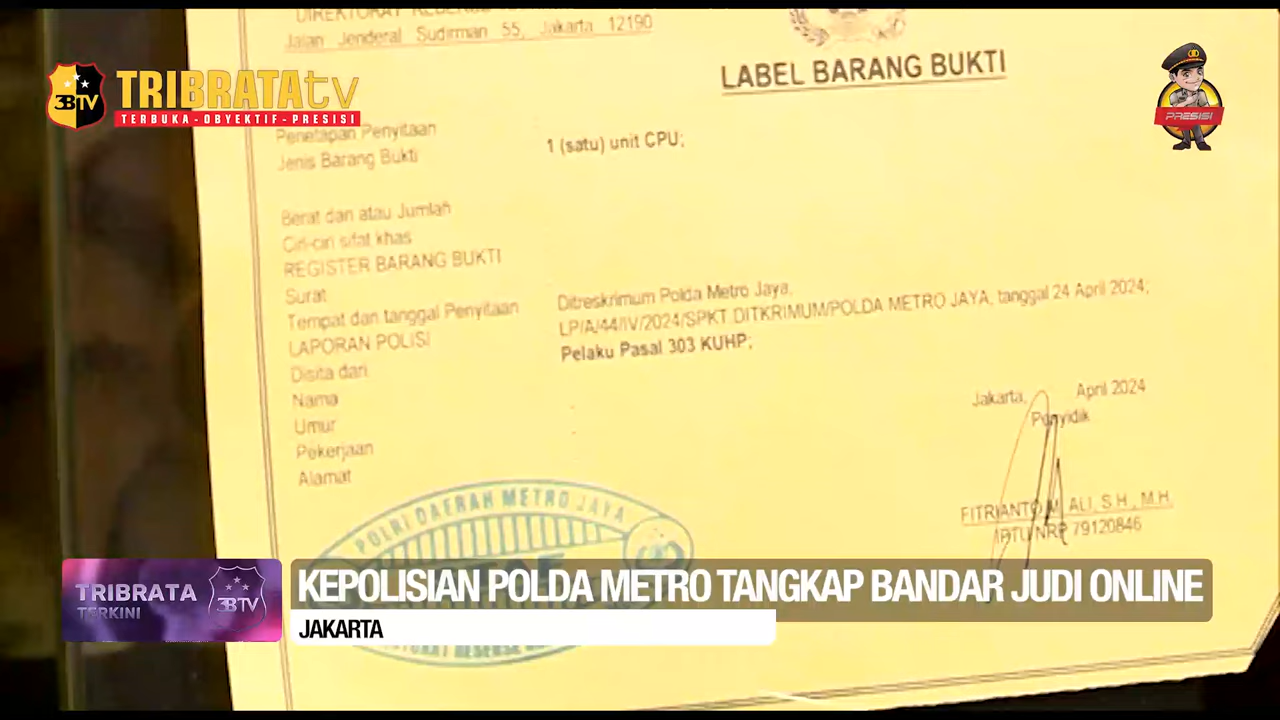 Jalan Jenderal Sudirman 55, Jakarta 12190
LABEL BARANG BUKTI
3BTV TRIBRATAtv
TERBUKA - OBYEKTIF - PRESISI
PRESISI
Penetapan Penyitaan
Jenis Barang Bukti
1 (satu) unit CPU;
Berat dan atau Jumlah
Ciri-ciri sifat khas
REGISTER BARANG BUKTI
Surat
Tempat dan tanggal Penyitaan
Ditreskrimum Polda Metro Jaya,
LAPORAN POLISI
LP/A/44/IV/2024/SPKT DITKRIMUM/POLDA METRO JAYA, tanggal 24 April 2024;
Disita dari
Pelaku Pasal 303 KUHP;
Nama
Umur
Pekerjaan
Alamat
Jakarta, April 2024
Penyidik
FITRIANTO M. ALI, S.H., M.H.
IPTU NRP 79120846
POLRI DAERAH METRO JAYA
TRIBRATA
TERKINI
3BTV
KEPOLISIAN POLDA METRO TANGKAP BANDAR JUDI ONLINE
JAKARTA